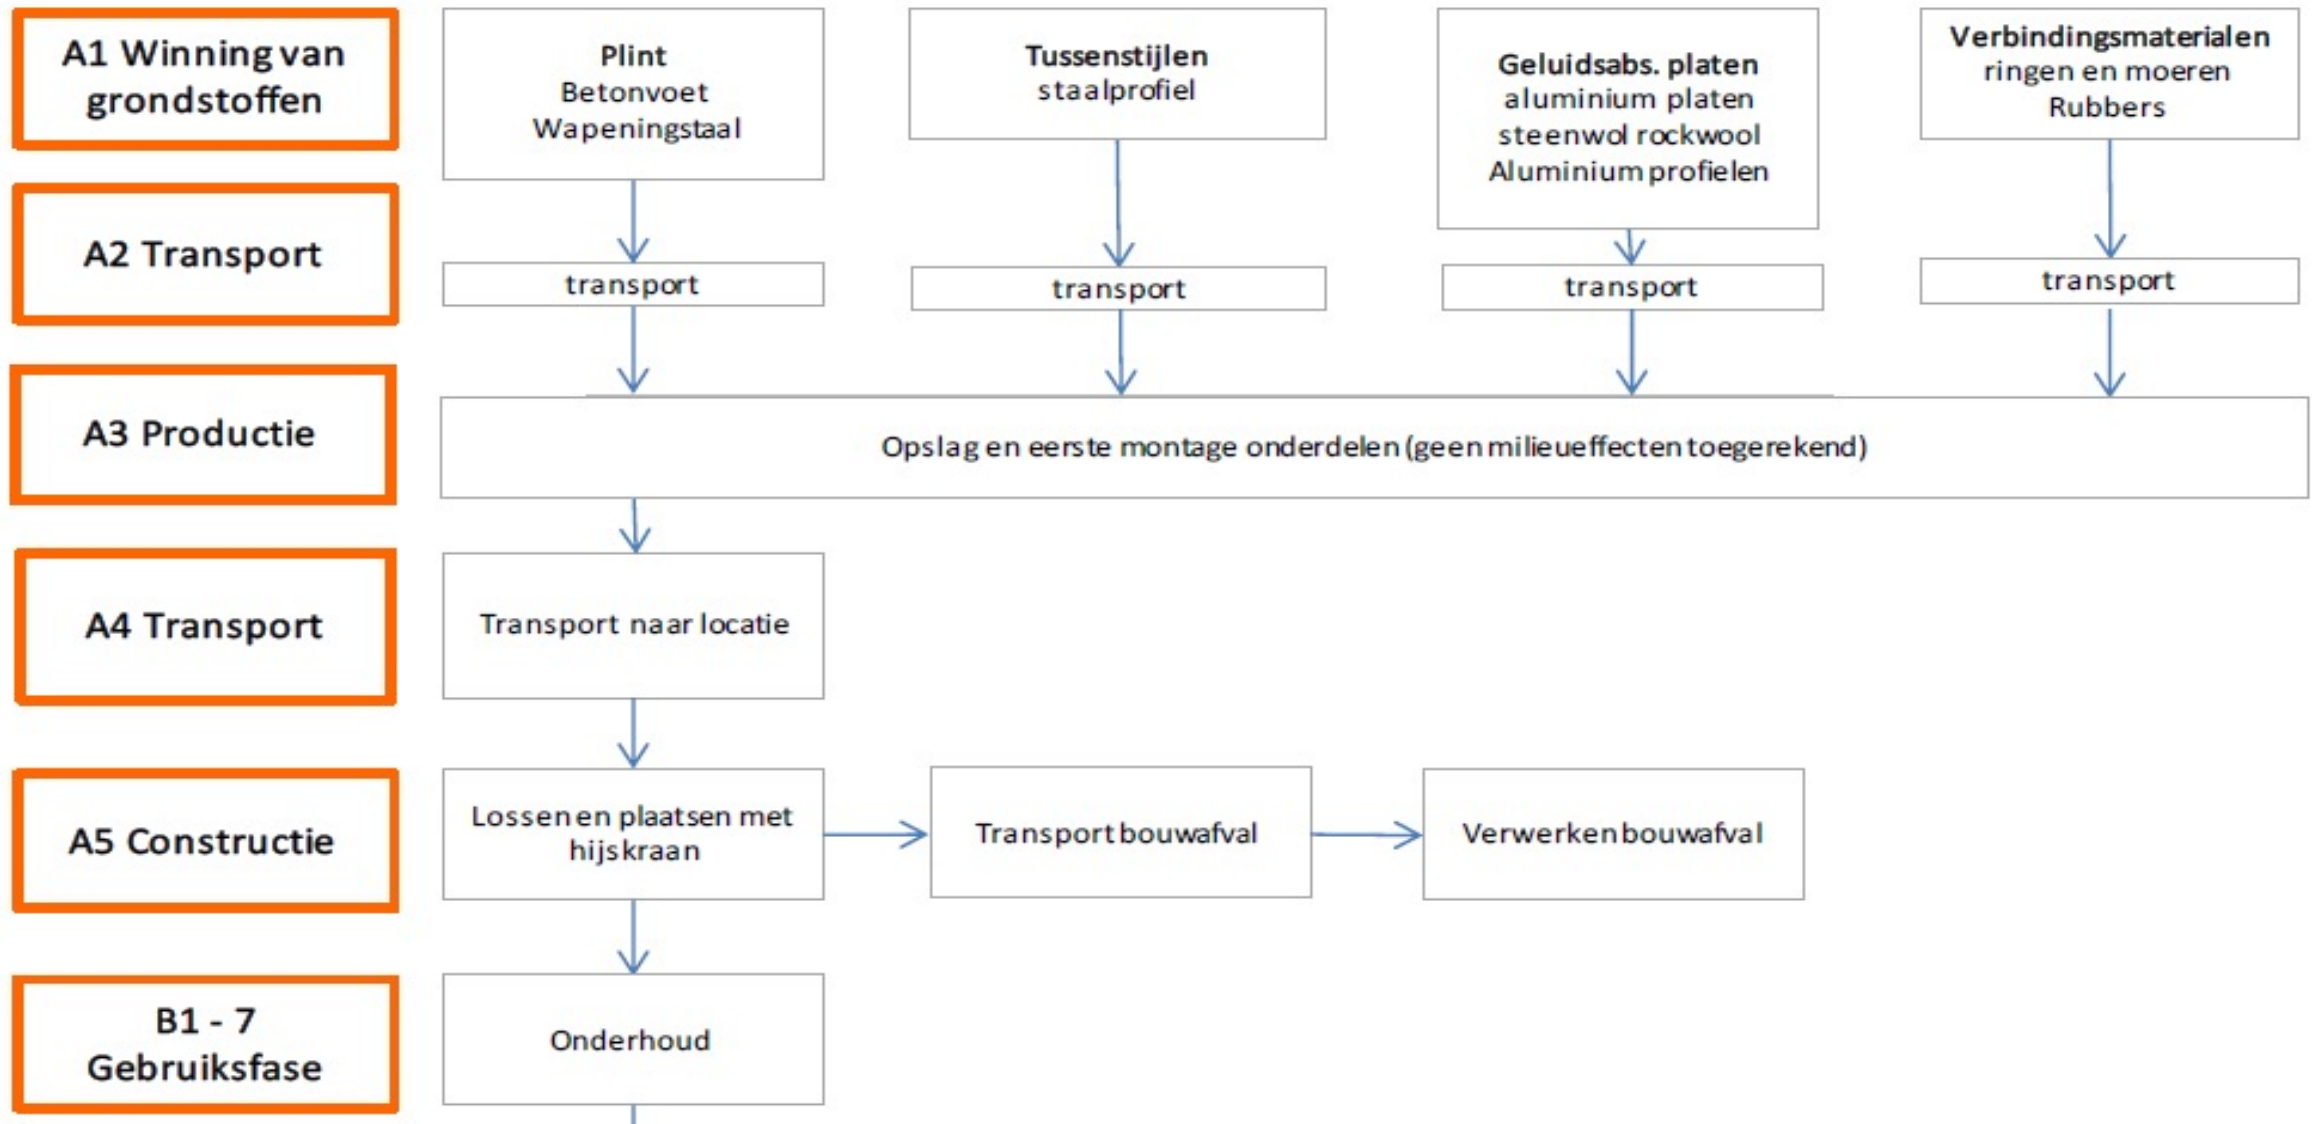 A1 Winning van
grondstoffen
Plint
Betonvoet
Wapeningstaal
Tussenstijlen
staalprofiel
Geluidsabs. platen
aluminium platen
steenwol rockwool
Aluminium profielen
Verbindingsmaterialen
ringen en moeren
Rubbers
A2 Transport
transport
transport
transport
transport
A3 Productie
Opslag en eerste montage onderdelen (geen milieueffecten toegerekend)
A4 Transport
Transport naar locatie
A5 Constructie
Lossen en plaatsen met
hijskraan
Transport bouwafval
Verwerken bouwafval
B1 - 7
Gebruiksfase
Onderhoud